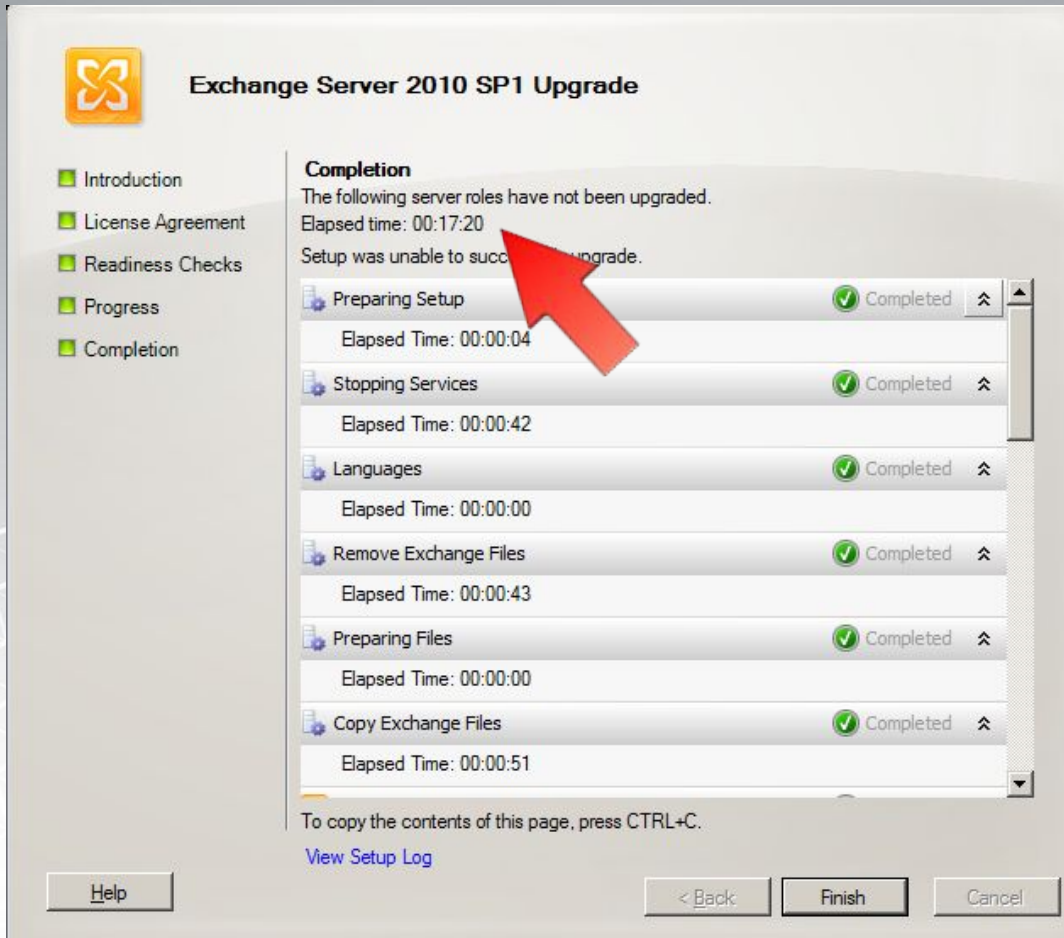 Exchange Server 2010 SP1 Upgrade
Introduction
License Agreement
Readiness Checks
Progress
Completion
Completion
The following server roles have not been upgraded.
Elapsed time: 00:17:20
Setup was unable to upgrade.
Preparing Setup Completed
Elapsed Time: 00:00:04
Stopping Services Completed
Elapsed Time: 00:00:42
Languages Completed
Elapsed Time: 00:00:00
Remove Exchange Files Completed
Elapsed Time: 00:00:43
Preparing Files Completed
Elapsed Time: 00:00:00
Copy Exchange Files Completed
Elapsed Time: 00:00:51
To copy the contents of this page, press CTRL+C.
View Setup Log
Help
< Back
Finish
Cancel